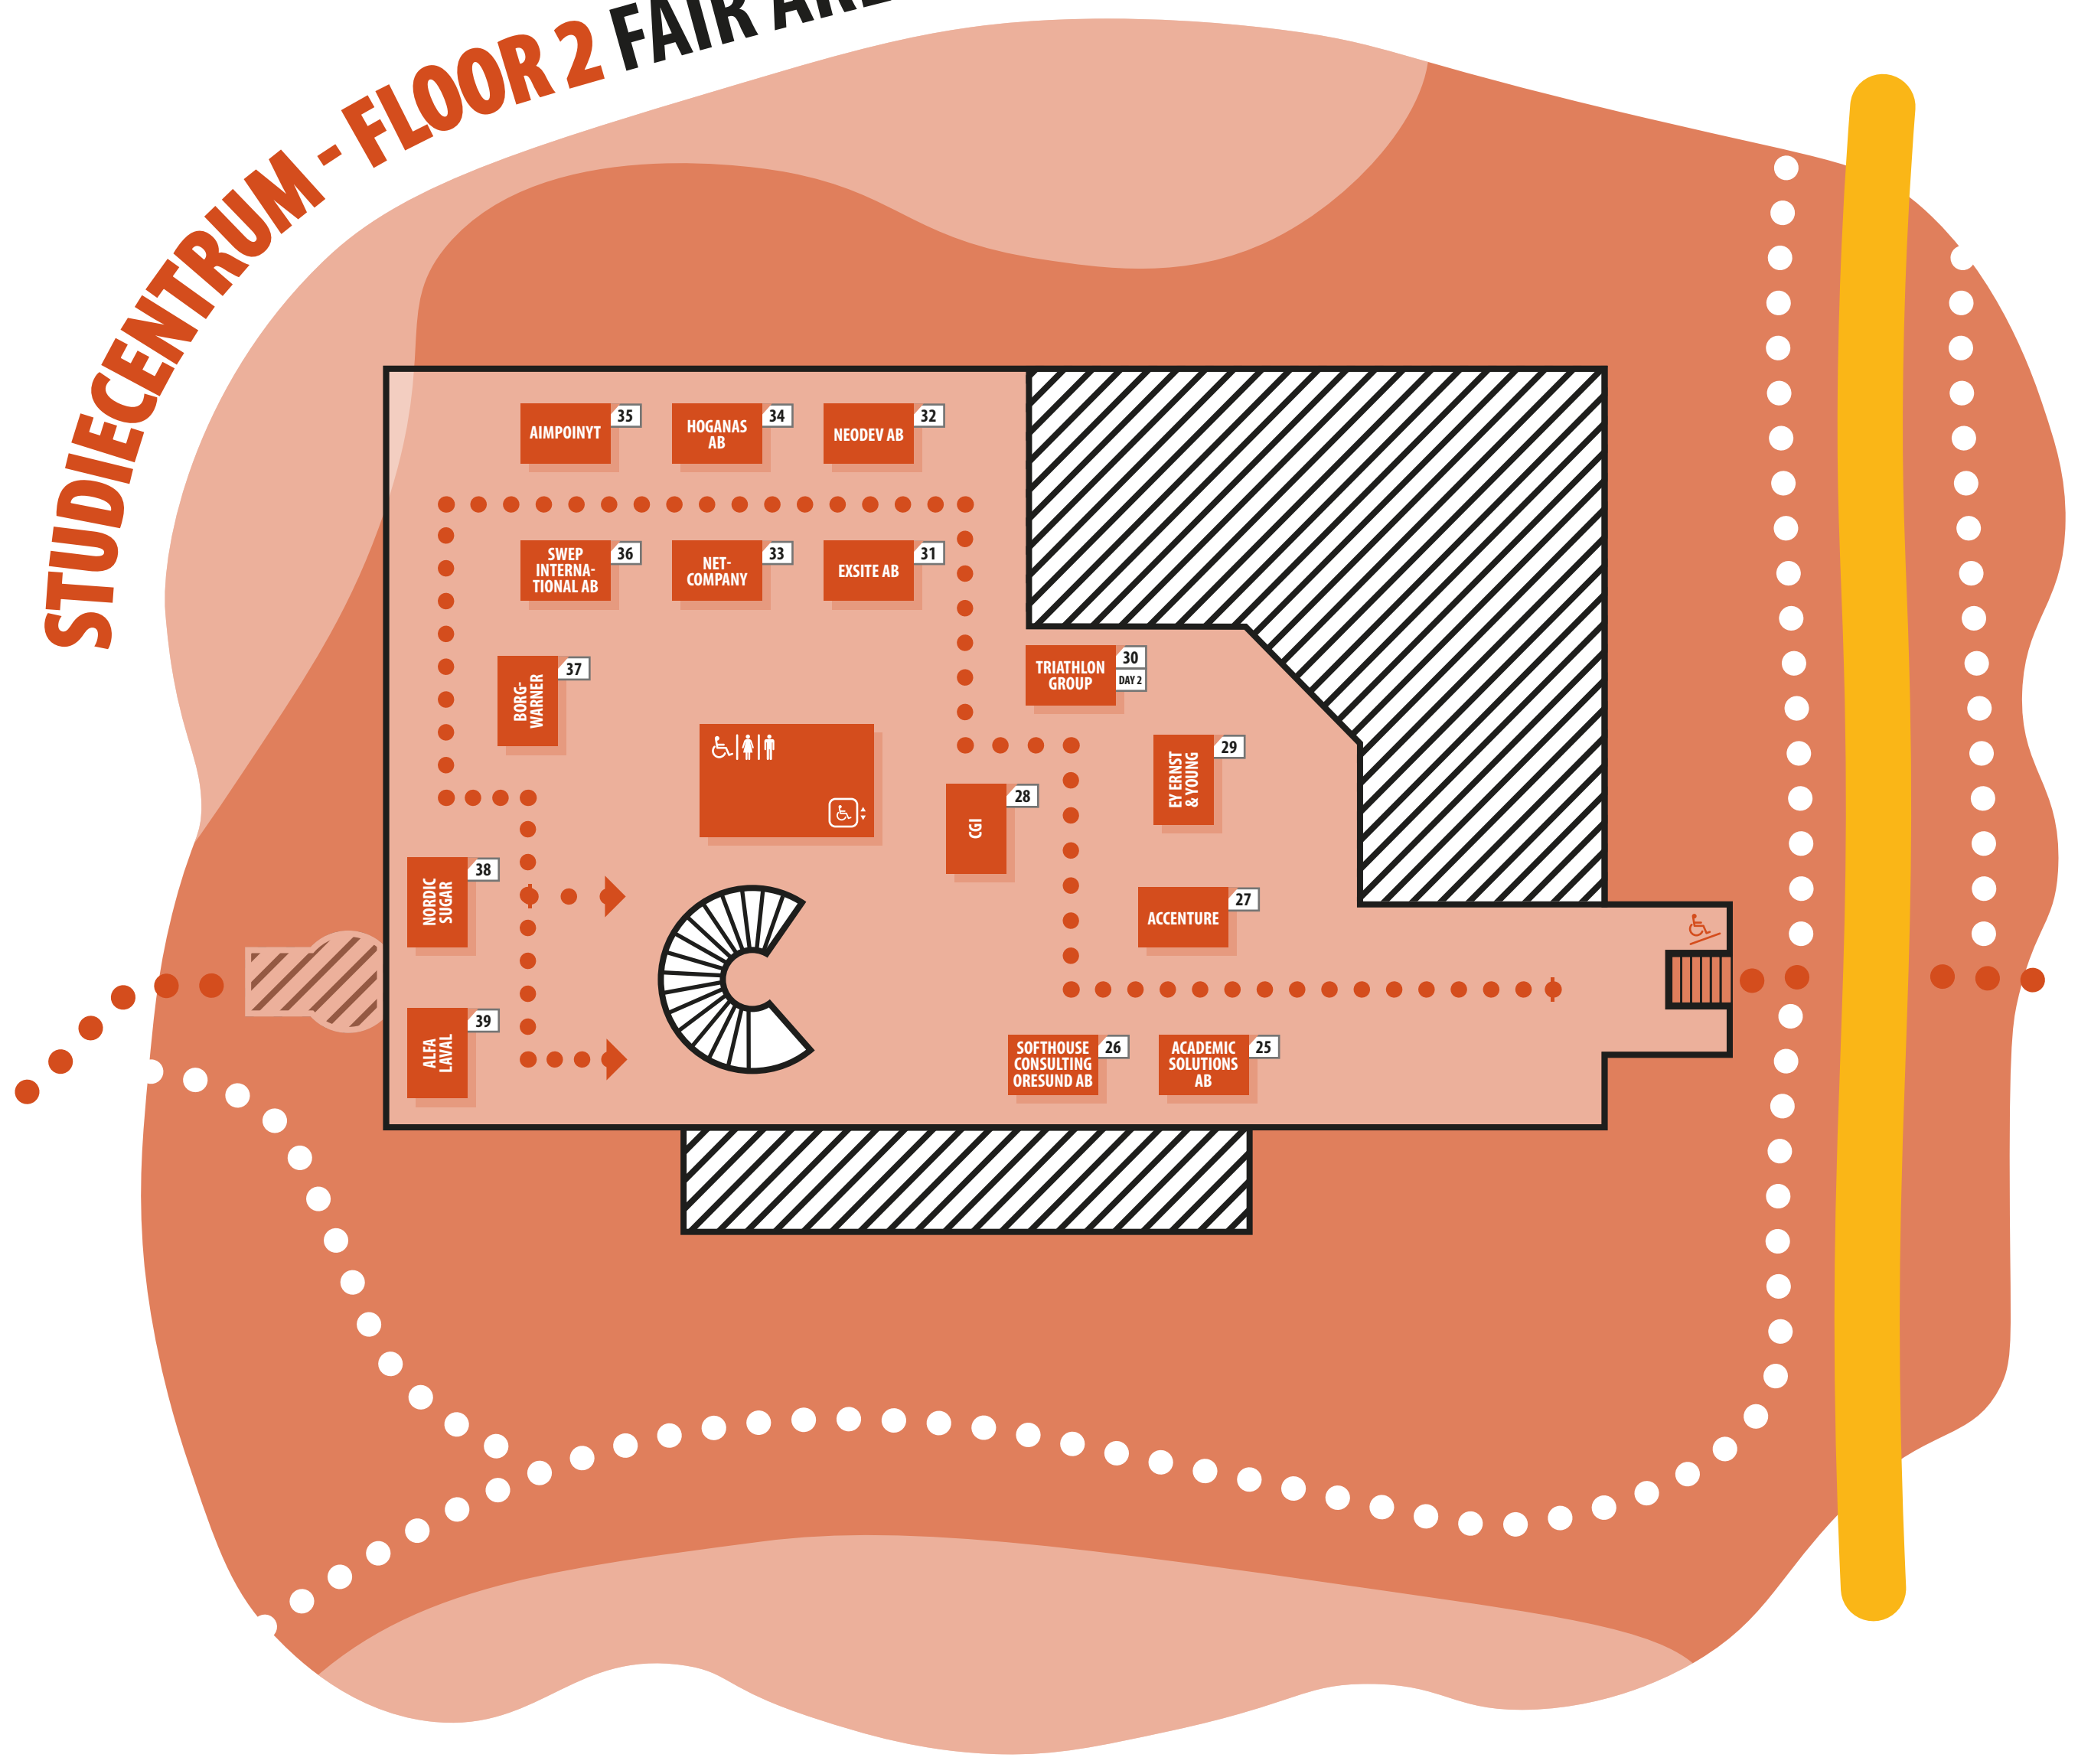 STUDIECENTRUM - FLOOR 2 FAIR
AIMPOINYT
35
HOGANAS
AB
34
NEODEV AB
32
SWEP
INTERNA-
TIONAL AB
36
NET-
COMPANY
33
EXSITE AB
31
BORG-
WARNER
37
TRIATHLON
GROUP
30
DAY 2
EY ERNST
& YOUNG
29
CGI
28
NORDIC
SUGAR
38
ACCENTURE
27
ALFA
LAVAL
39
SOFTHOUSE
CONSULTING
ORESUND AB
26
ACADEMIC
SOLUTIONS
AB
25